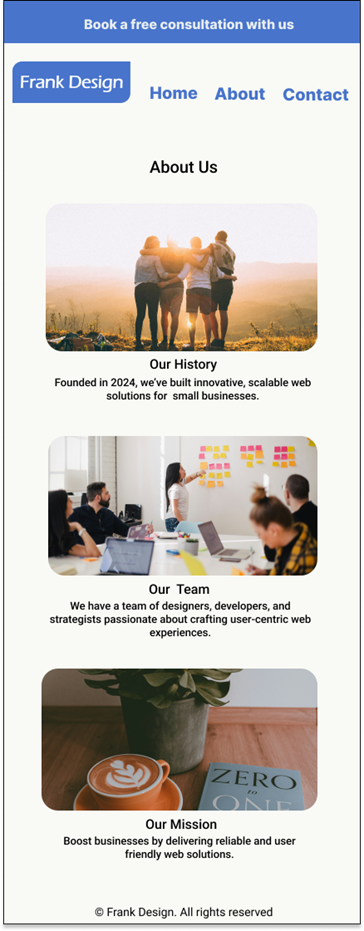 Book a free consultation with us
Frank Design
Home About Contact
About Us
Our History
Founded in 2024, we've built innovative, scalable web
solutions for small businesses.
Our Team
We have a team of designers, developers, and
strategists passionate about crafting user-centric web
experiences.
ZERO
to
ONE
Our Mission
Boost businesses by delivering reliable and user
friendly web solutions.
© Frank Design. All rights reserved